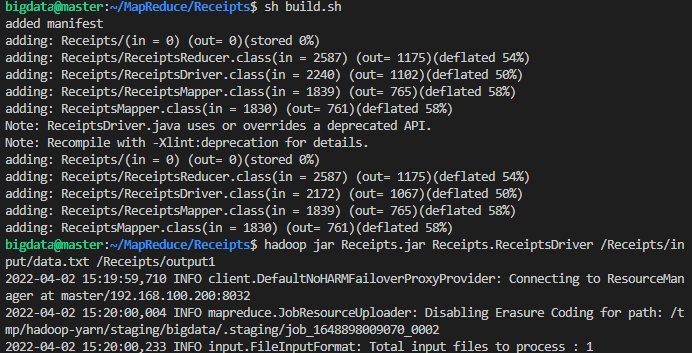 bigdata@master:~/MapReduce/Receipts$ sh build.sh
added manifest
adding: Receipts/(in = 0) (out= 0)(stored 0%)
adding: Receipts/ReceiptsReducer.class(in = 2587) (out= 1175)(deflated 54%)
adding: Receipts/ReceiptsDriver.class(in = 2240) (out= 1102)(deflated 50%)
adding: Receipts/ReceiptsMapper.class(in = 1839) (out= 765)(deflated 58%)
adding: ReceiptsMapper.class(in = 1830) (out= 761)(deflated 58%)
Note: ReceiptsDriver.java uses or overrides a deprecated API.
Note: Recompile with -Xlint:deprecation for details.
adding: Receipts/(in = 0) (out= 0)(stored 0%)
adding: Receipts/ReceiptsReducer.class(in = 2587) (out= 1175)(deflated 54%)
adding: Receipts/ReceiptsDriver.class(in = 2172) (out= 1067)(deflated 50%)
adding: Receipts/ReceiptsMapper.class(in = 1839) (out= 765)(deflated 58%)
adding: ReceiptsMapper.class(in = 1830) (out= 761)(deflated 58%)
bigdata@master:~/MapReduce/Receipts$ hadoop jar Receipts.jar Receipts.ReceiptsDriver /Receipts/in
put/data.txt /Receipts/output1
2022-04-02 15:19:59,710 INFO client.DefaultNoHARMFailoverProxyProvider: Connecting to ResourceMan
ager at master/192.168.100.200:8032
2022-04-02 15:20:00,004 INFO mapreduce.JobResourceUploader: Disabling Erasure Coding for path: /t
mp/hadoop-yarn/staging/bigdata/.staging/job_1648898009070_0002
2022-04-02 15:20:00,233 INFO input.FileInputFormat: Total input files to process : 1